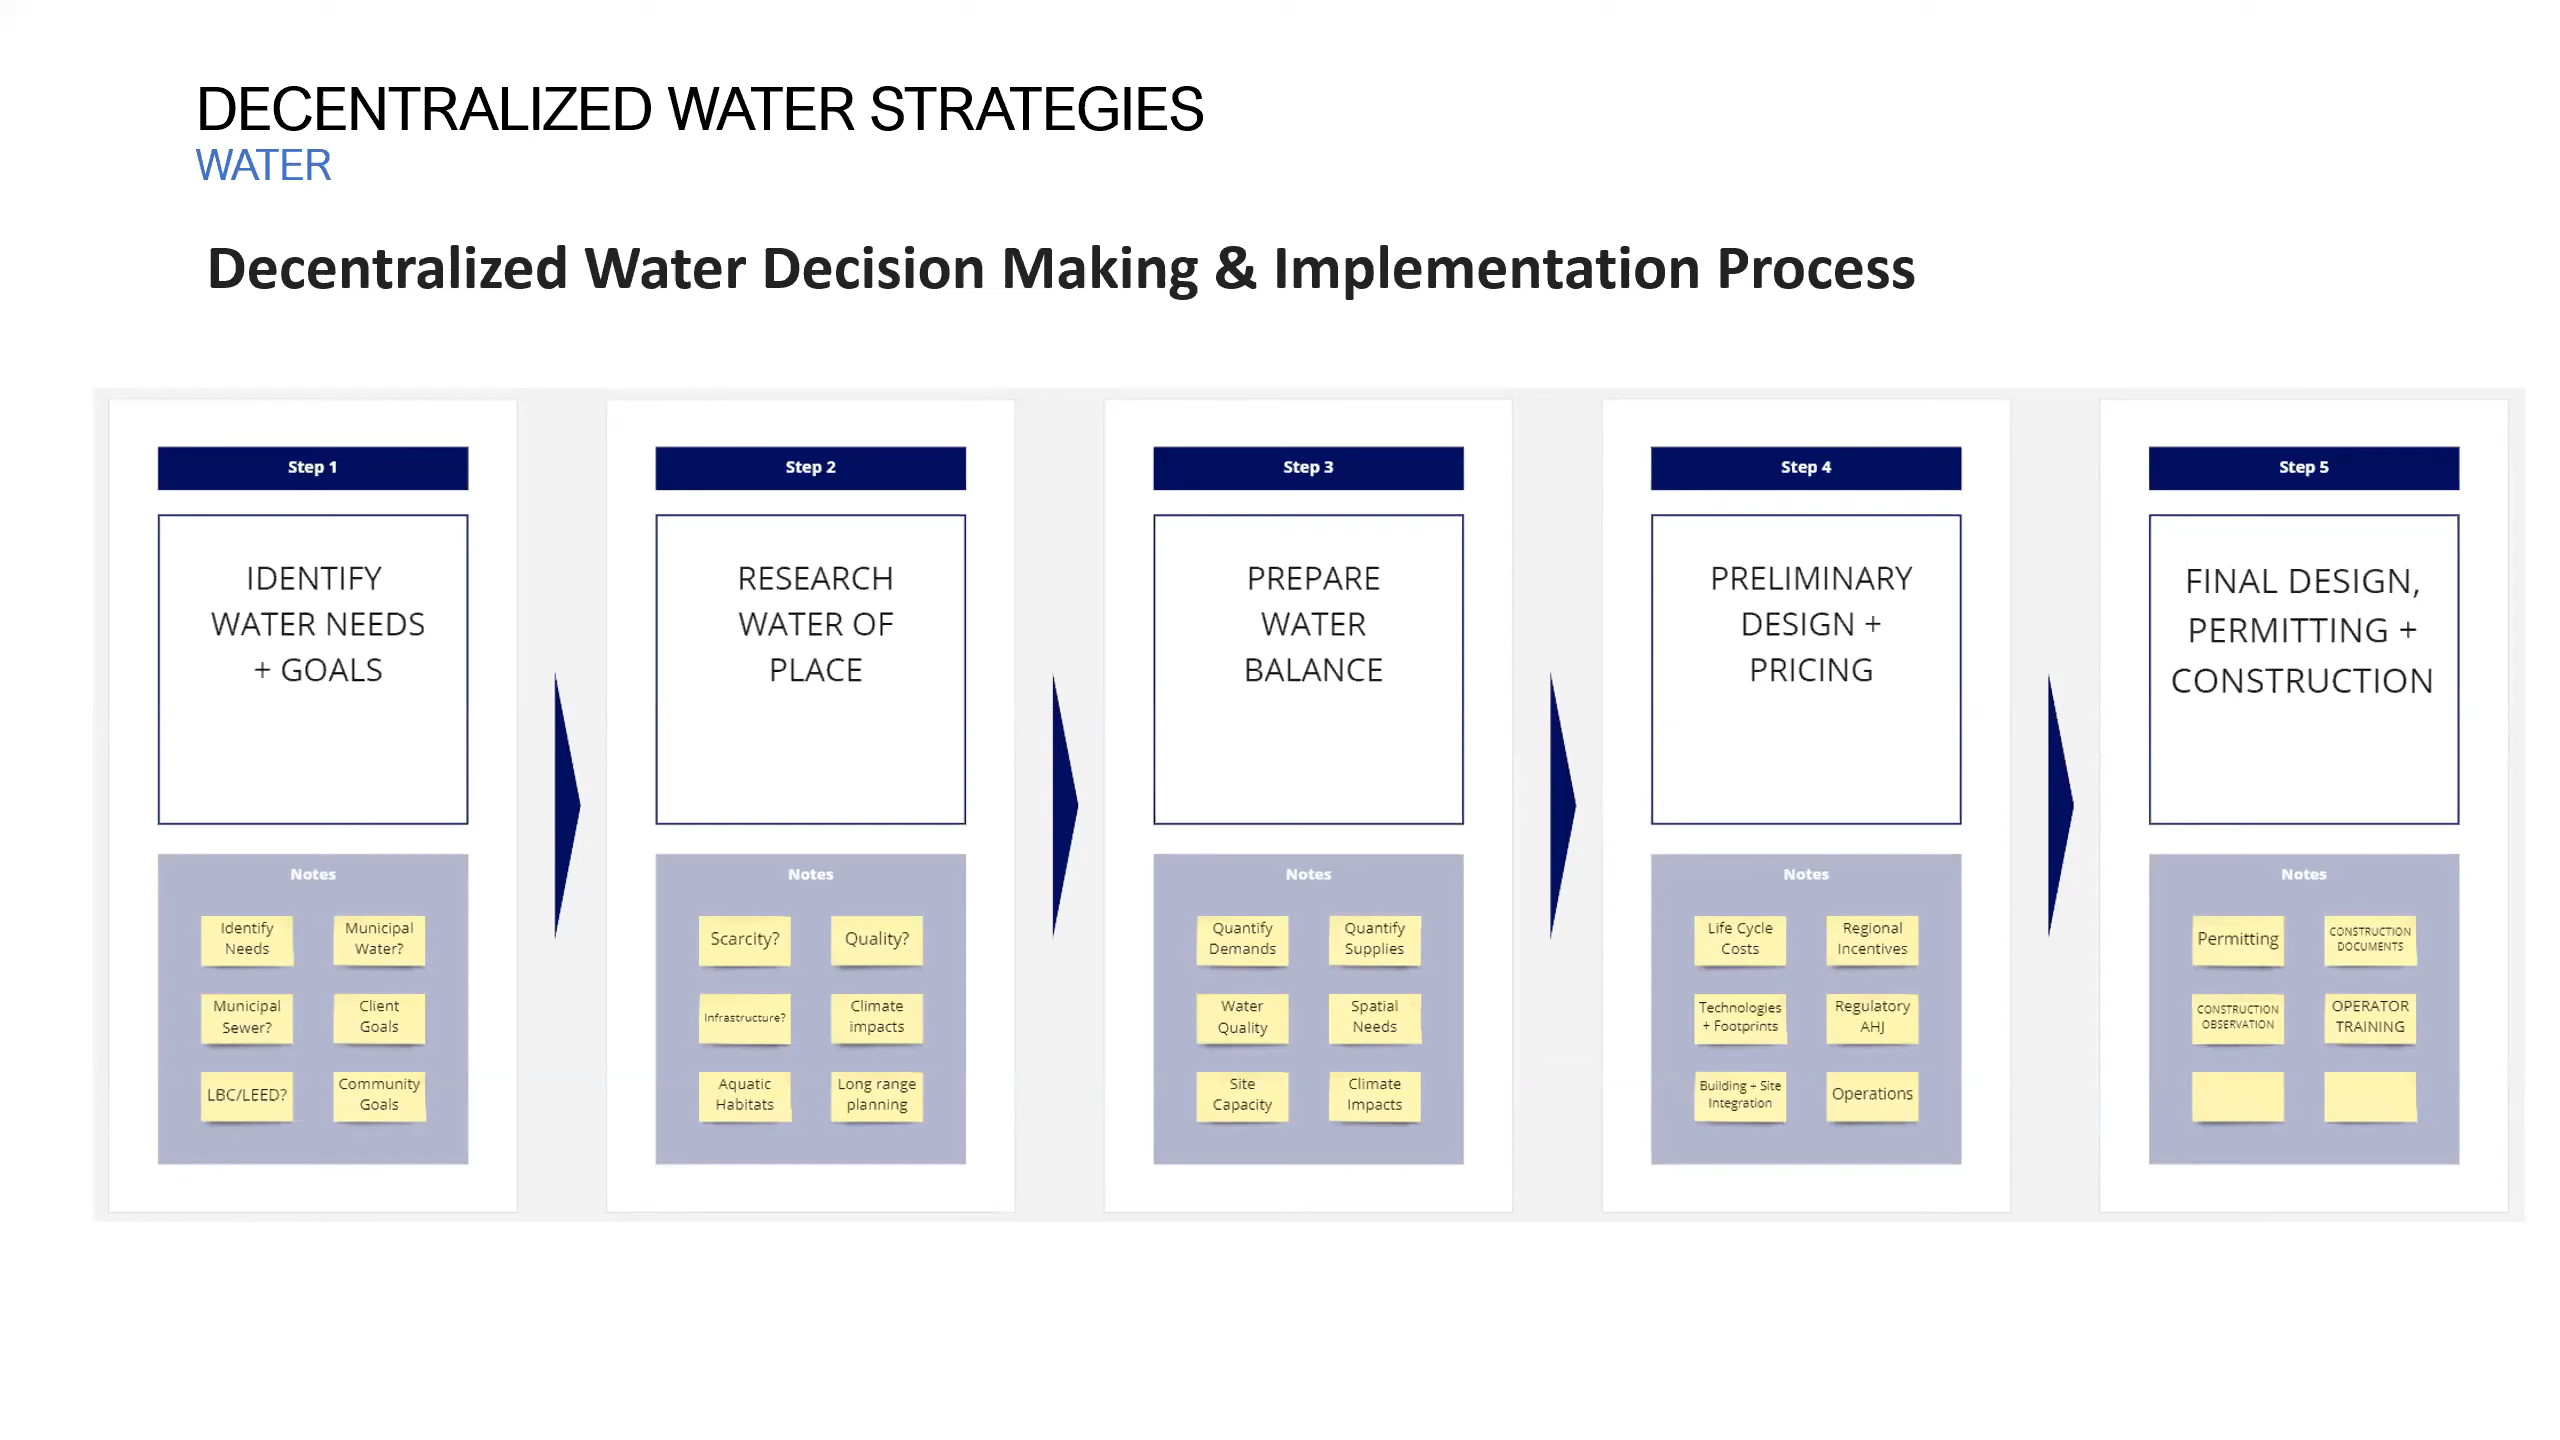 DECENTRALIZED WATER STRATEGIES
WATER
Decentralized Water Decision Making & Implementation Process
Step 1
IDENTIFY
WATER NEEDS
+ GOALS
Notes
Identify
Needs
Municipal
Water?
Municipal
Sewer?
Client
Goals
LBC/LEED?
Community
Goals
Step 2
RESEARCH
WATER OF
PLACE
Notes
Scarcity?
Quality?
Infrastructure?
Climate
impacts
Aquatic
Habitats
Long range
planning
Step 3
PREPARE
WATER
BALANCE
Notes
Quantify
Demands
Quantify
Supplies
Water
Quality
Spatial
Needs
Site
Capacity
Climate
Impacts
Step 4
PRELIMINARY
DESIGN +
PRICING
Notes
Life Cycle
Costs
Regional
Incentives
Technologies
+ Footprints
Regulatory
AHJ
Building + Site
Integration
Operations
Step 5
FINAL DESIGN,
PERMITTING +
CONSTRUCTION
Notes
Permitting
CONSTRUCTION
DOCUMENTS
CONSTRUCTION
OBSERVATION
OPERATOR
TRAINING